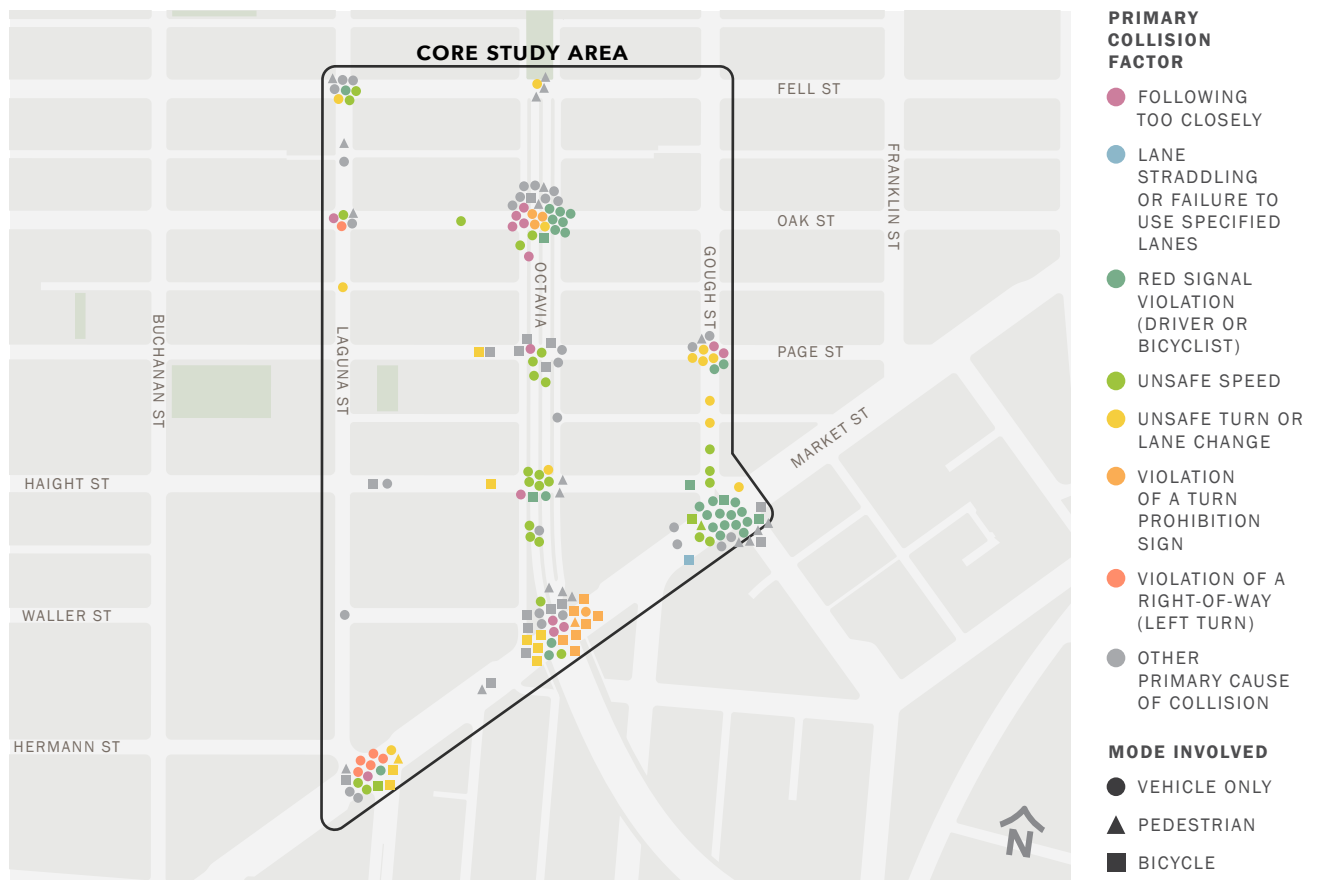 CORE STUDY AREA
FELL ST
FRANKLIN ST
OAK ST
GOUGH ST
OCTAVIA
BUCHANAN ST
LAGUNA ST
PAGE ST
MARKET ST
HAIGHT ST
WALLER ST
HERMANN ST
N
PRIMARY
COLLISION
FACTOR
FOLLOWING
TOO CLOSELY
LANE
STRADDLING
OR FAILURE TO
USE SPECIFIED
LANES
RED SIGNAL
VIOLATION
(DRIVER OR
BICYCLIST)
UNSAFE SPEED
UNSAFE TURN OR
LANE CHANGE
VIOLATION
OF A TURN
PROHIBITION
SIGN
VIOLATION OF A
RIGHT-OF-WAY
(LEFT TURN)
OTHER
PRIMARY CAUSE
OF COLLISION
MODE INVOLVED
VEHICLE ONLY
PEDESTRIAN
BICYCLE